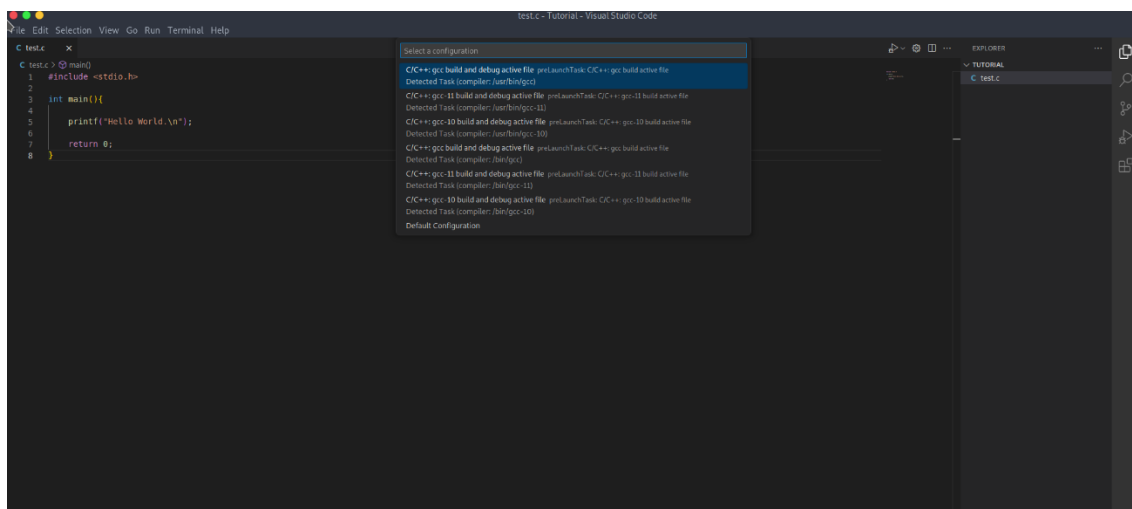 test.c - Tutorial - Visual Studio Code
File Edit Selection View Go Run Terminal Help
C test.c ×
C test.c > main()
1 #include <stdio.h>
2
3 int main(){
4
5 printf("Hello World.\n");
6
7 return 0;
8 }
Select a configuration
C/C++: gcc build and debug active file preLaunchTask: C/C++: gcc build active file
Detected Task (compiler: /usr/bin/gcc)
C/C++: gcc-11 build and debug active file preLaunchTask: C/C++: gcc-11 build active file
Detected Task (compiler: /usr/bin/gcc-11)
C/C++: gcc-10 build and debug active file preLaunchTask: C/C++: gcc-10 build active file
Detected Task (compiler: /usr/bin/gcc-10)
C/C++: gcc build and debug active file preLaunchTask: C/C++: gcc build active file
Detected Task (compiler: /bin/gcc)
C/C++: gcc-11 build and debug active file preLaunchTask: C/C++: gcc-11 build active file
Detected Task (compiler: /bin/gcc-11)
C/C++: gcc-10 build and debug active file preLaunchTask: C/C++: gcc-10 build active file
Detected Task (compiler: /bin/gcc-10)
Default Configuration
EXPLORER ...
TUTORIAL
C test.c